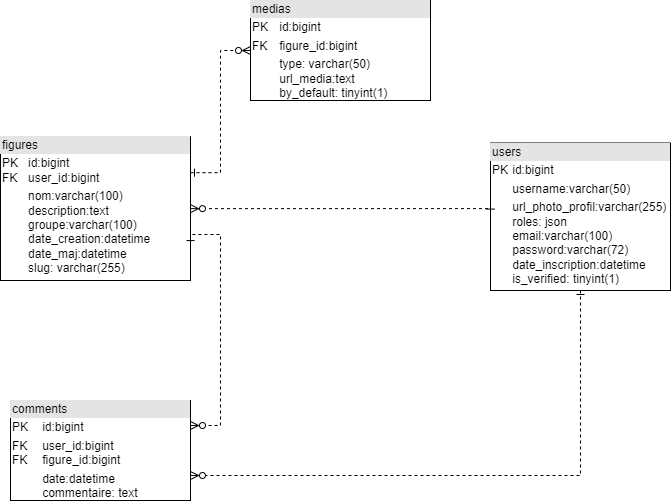 medias
PK id:bigint
FK figure_id:bigint
type: varchar(50)
url_media:text
by_default: tinyint(1)
figures
PK id:bigint
FK user_id:bigint
nom:varchar(100)
description:text
groupe:varchar(100)
date_creation:datetime
date_maj:datetime
slug: varchar(255)
users
PK id:bigint
username:varchar(50)
url_photo_profil:varchar(255)
roles: json
email:varchar(100)
password:varchar(72)
date_inscription:datetime
is_verified: tinyint(1)
comments
PK id:bigint
FK user_id:bigint
FK figure_id:bigint
date:datetime
commentaire: text